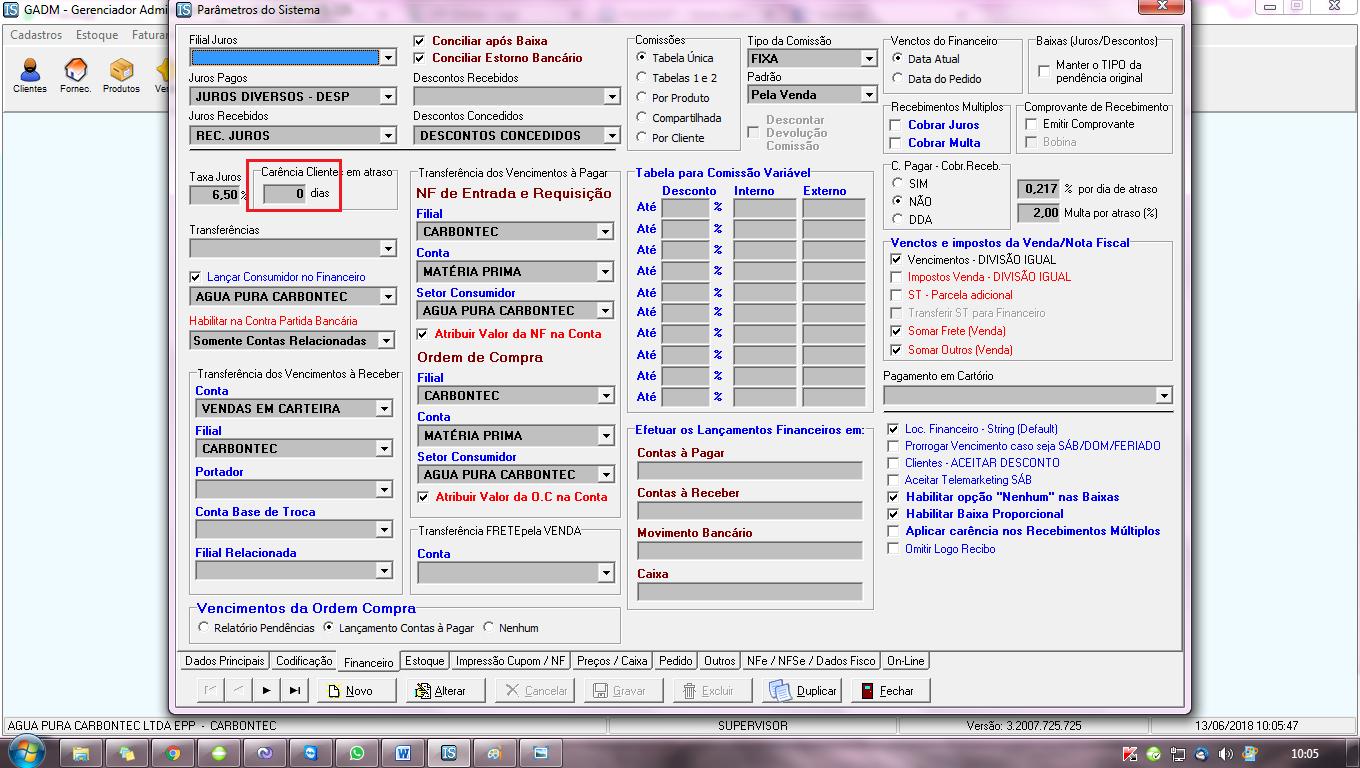 GADM - Gerenciador Admi
Parâmetros do Sistema
Cadastros Estoque Fatura
Clientes Fornec. Produtos
Filial Juros
Juros Pagos
JUROS DIVERSOS - DESP
Juros Recebidos
REC. JUROS
Conciliar após Baixa
Conciliar Estorno Bancário
Descontos Recebidos
Descontos Concedidos
DESCONTOS CONCEDIDOS
Comissões
Tabela Única
Tabelas 1 e 2
Por Produto
Compartilhada
Por Cliente
Tipo da Comissão
FIXA
Padrão
Pela Venda
Descontar
Devolução
Comissão
Venctos do Financeiro
Data Atual
Data do Pedido
Baixas (Juros/Descontos)
Manter o TIPO da
pendência original
Recebimentos Multiplos
Cobrar Juros
Cobrar Multa
Comprovante de Recebimento
Emitir Comprovante
Bobina
Taxa Juros
6,50 %
Carência Clientes em atraso
0 dias
Transferências
Lançar Consumidor no Financeiro
AGUA PURA CARBONTEC
Habilitar na Contra Partida Bancária
Somente Contas Relacionadas
Transferência dos Vencimentos à Receber
Conta
VENDAS EM CARTEIRA
Filial
CARBONTEC
Portador
Conta Base de Troca
Filial Relacionada
Transferência dos Vencimentos à Pagar
NF de Entrada e Requisição
Filial
CARBONTEC
Conta
MATÉRIA PRIMA
Setor Consumidor
AGUA PURA CARBONTEC
Atribuir Valor da NF na Conta
Ordem de Compra
Filial
CARBONTEC
Conta
MATÉRIA PRIMA
Setor Consumidor
AGUA PURA CARBONTEC
Atribuir Valor da O.C na Conta
Transferência FRETE pela VENDA
Conta
Vencimentos da Ordem Compra
Relatório Pendências Lançamento Contas à Pagar Nenhum
Tabela para Comissão Variável
Desconto Interno Externo
Até %
Até %
Até %
Até %
Até %
Até %
Até %
Até %
Até %
Até %
Efetuar os Lançamentos Financeiros em:
Contas à Pagar
Contas à Receber
Movimento Bancário
Caixa
C. Pagar - Cobr.Receb.
SIM
NÃO
DDA
0,217 % por dia de atraso
2,00 Multa por atraso (%)
Venctos e impostos da Venda/Nota Fiscal
Vencimentos - DIVISÃO IGUAL
Impostos Venda - DIVISÃO IGUAL
ST - Parcela adicional
Transferir ST para Financeiro
Somar Frete (Venda)
Somar Outros (Venda)
Pagamento em Cartório
Loc. Financeiro - String (Default)
Prorrogar Vencimento caso seja SÁB/DOM/FERIADO
Clientes - ACEITAR DESCONTO
Aceitar Telemarketing SÁB
Habilitar opção "Nenhum" nas Baixas
Habilitar Baixa Proporcional
Aplicar carência nos Recebimentos Múltiplos
Omitir Logo Recibo
Dados Principais Codificação Financeiro Estoque Impressão Cupom / NF Preços / Caixa Pedido Outros NFe / NFSe / Dados Fisco On-Line
Novo Alterar Cancelar Gravar Excluir Duplicar Fechar
AGUA PURA CARBONTEC LTDA EPP - CARBONTEC SUPERVISOR Versão: 3.2007.725.725 13/06/2018 10:05:47
10:05